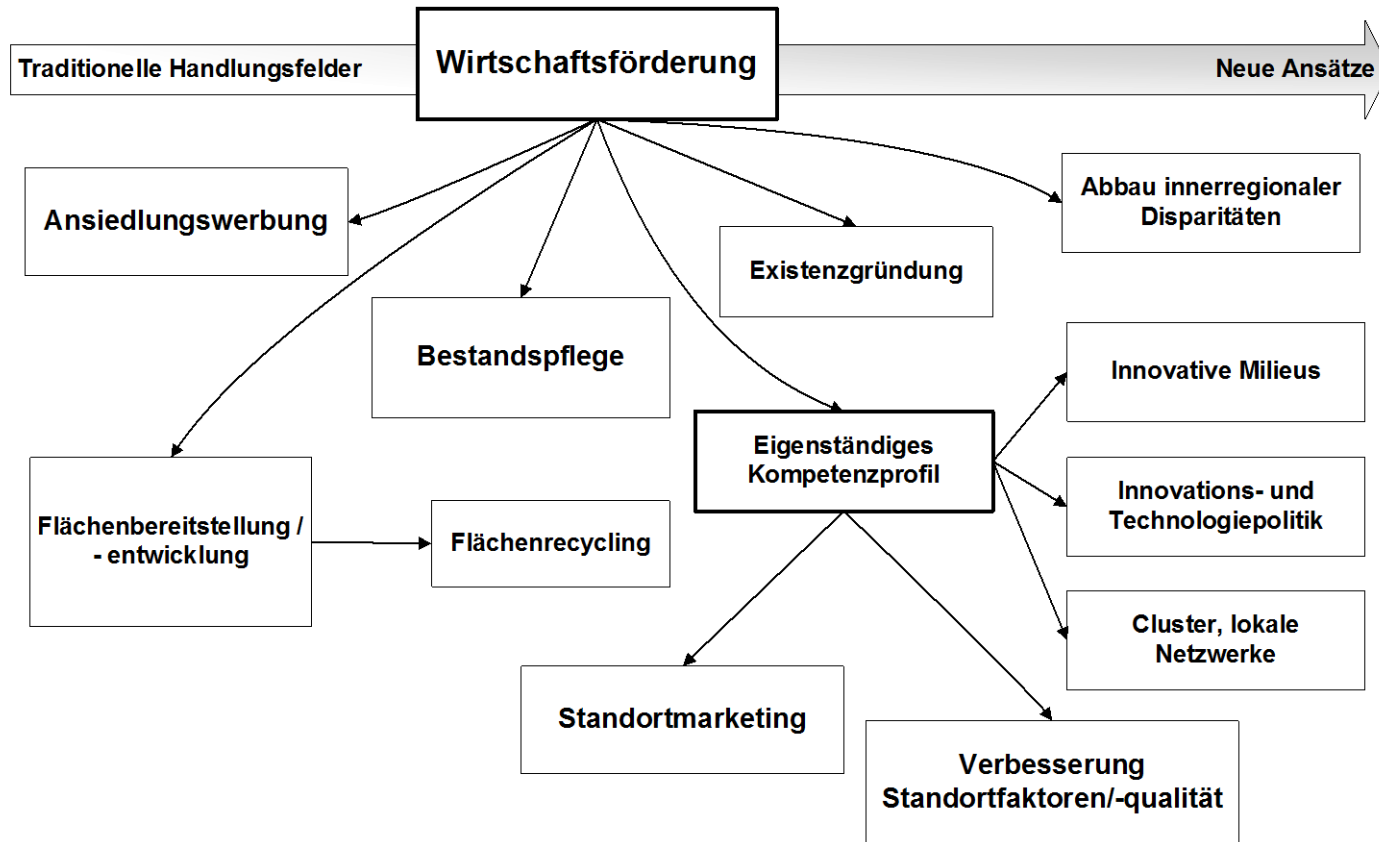 Wirtschaftsförderung
Traditionelle Handlungsfelder
Neue Ansätze
Ansiedlungswerbung
Abbau innerregionaler
Disparitäten
Existenzgründung
Bestandspflege
Innovative Milieus
Eigenständiges
Kompetenzprofil
Flächenbereitstellung /
- entwicklung
Flächenrecycling
Innovations- und
Technologiepolitik
Cluster, lokale
Netzwerke
Standortmarketing
Verbesserung
Standortfaktoren/-qualität